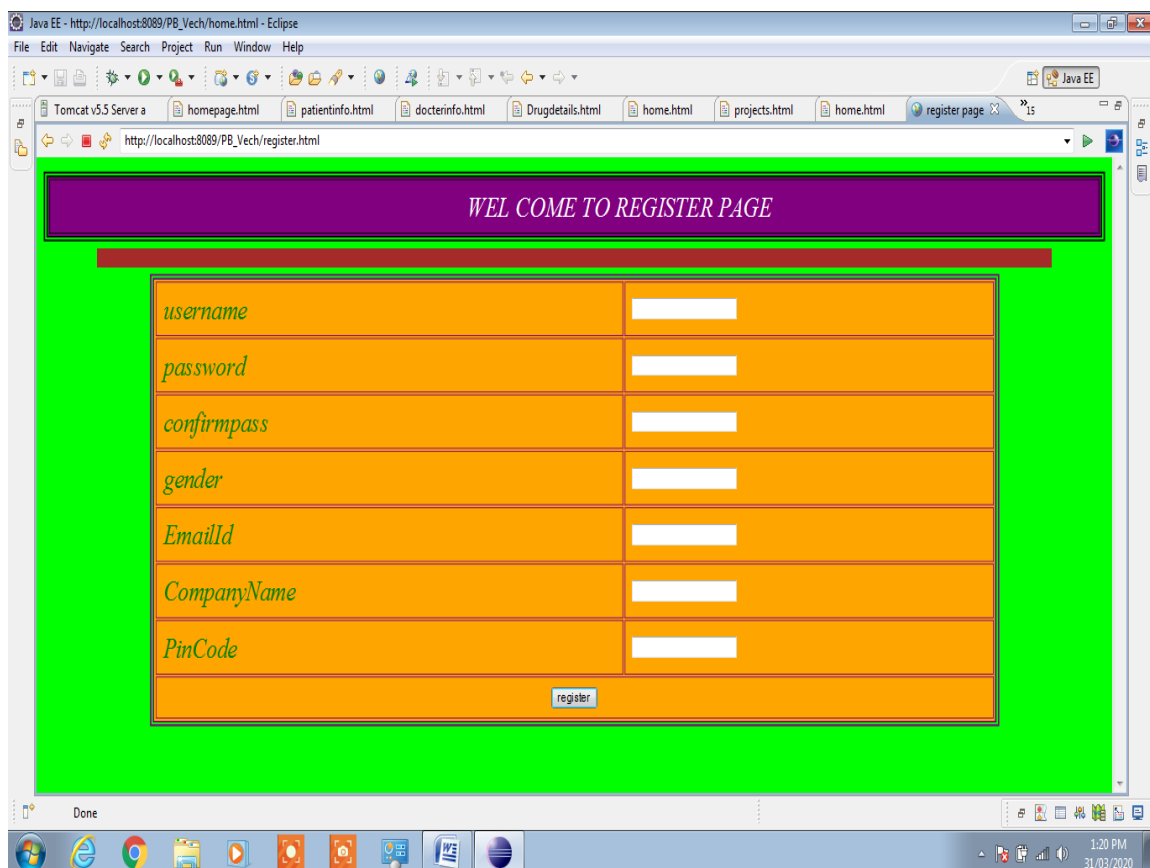 Java EE - http://localhost:8089/PB_Vech/home.html - Eclipse
File Edit Navigate Search Project Run Window Help
Java EE
Tomcat v5.5 Server a homepage.html patientinfo.html docterinfo.html Drugdetails.html home.html projects.html home.html register page »15
http://localhost:8089/PB_Vech/register.html
WEL COME TO REGISTER PAGE
username
password
confirmpass
gender
EmailId
CompanyName
PinCode
register
Done
1:20 PM
31/03/2020